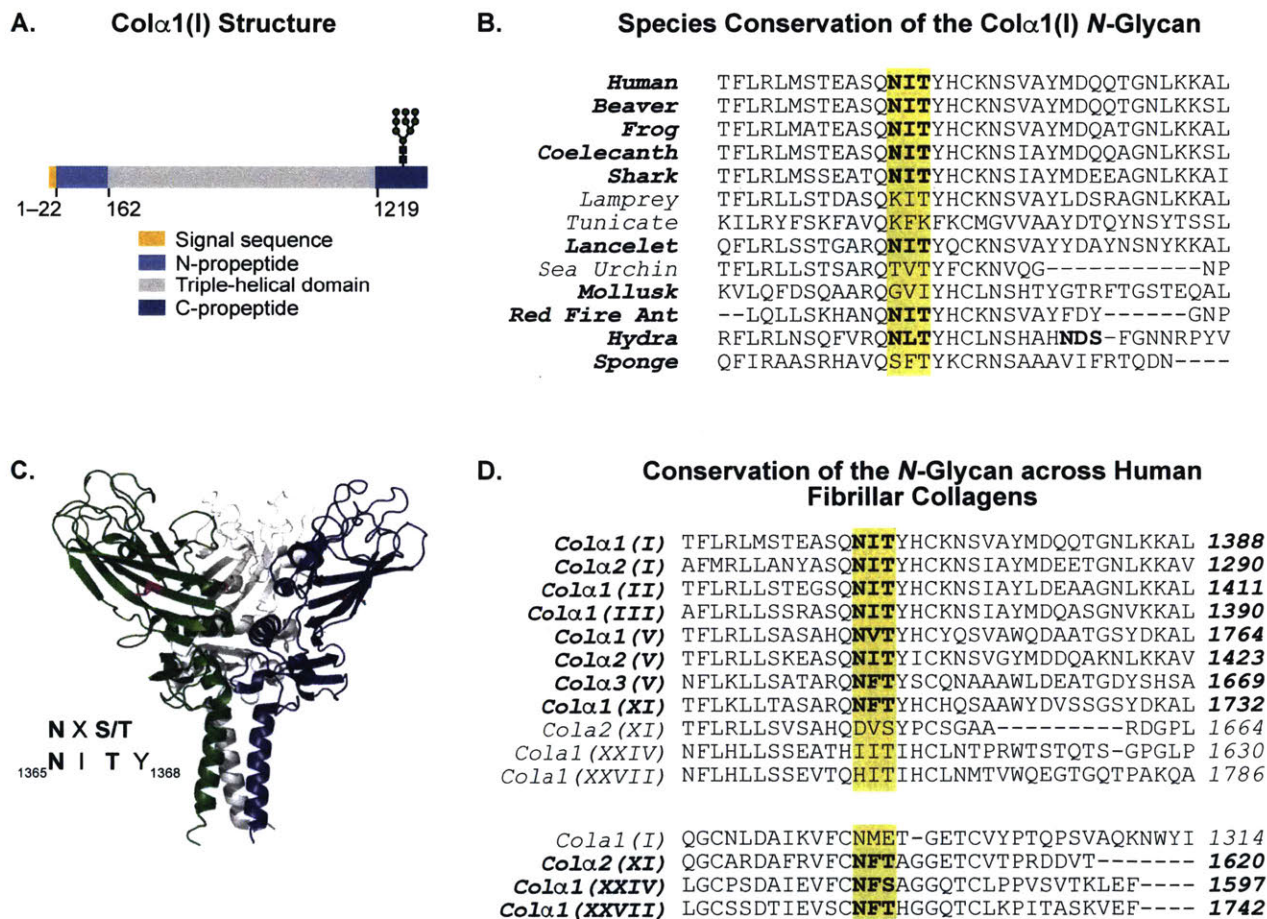 A. Colα1(I) Structure
1–22
162
1219
Signal sequence
N-propeptide
Triple-helical domain
C-propeptide
B. Species Conservation of the Colα1(I) N-Glycan
Human TFLRLMSTEASQNITYHCKNSVAYMDQQTGNLKKAL
Beaver TFLRLMSTEASQNITYHCKNSVAYMDQQTGNLKKSL
Frog TFLRLMATEASQNITYHCKNSVAYMDQATGNLKKAL
Coelecanth TFLRLMSTEASQNITYHCKNSIAYMDQQAGNLKKSL
Shark TFLRLMSSEATQNITYHCKNSIAYMDEEAGNLKKAI
Lamprey TFLRLLSTDASQKITYHCKNSVAYLDSRAGNLKKAL
Tunicate KILRYFSKFAVQKFKFKCMGVVAAYDTQYNSYTSSL
Lancelet QFLRLSSTGARQNITYQCKNSVAYYDAYNSNYKKAL
Sea Urchin TFLRLLSTSARQTVTYFCKNVQG-----------NP
Mollusk KVLQFDSQAARQGVIYHCLNSHTYGTRFTGSTEQAL
Red Fire Ant --LQLLSKHANQNITYHCKNSVAYFDY------GNP
Hydra RFLRLNSQFVRQNLTYHCLNSHAHNDS-FGNNRPYV
Sponge QFIRAASRHAVQSFTYKCRNSAAAVIFRTQDN----
C.
N X S/T
1365N I T Y1368
D. Conservation of the N-Glycan across Human
Fibrillar Collagens
Colα1(I) TFLRLMSTEASQNITYHCKNSVAYMDQQTGNLKKAL 1388
Colα2(I) AFMRLLANYASQNITYHCKNSIAYMDEETGNLKKAV 1290
Colα1(II) TFLRLLSTEGSQNITYHCKNSIAYLDEAAGNLKKAL 1411
Colα1(III) AFLRLLSSRASQNITYHCKNSIAYMDQASGNVKKAL 1390
Colα1(V) TFLRLLSASAHQNVTYHCYQSVAWQDAATGSYDKAL 1764
Colα2(V) TFLRLLSKEASQNITYICKNSVGYMDDQAKNLKKAV 1423
Colα3(V) NFLKLLSATARQNFTYSCQNAAAWLDEATGDYSHSA 1669
Colα1(XI) TFLKLLTASARQNFTYHCHQSAAWYDVSSGSYDKAL 1732
Colα2(XI) TFLRLLSVSAHQDVSYPCSGAA---------RDGPL 1664
Cola1(XXIV) NFLHLLSSEATHIITIHCLNTPRWTSTQTS-GPGLP 1630
Cola1(XXVII) NFLHLLSSEVTQHITIHCLNMTVWQEGTGQTPAKQA 1786
Cola1(I) QGCNLDAIKVFCNMET-GETCVYPTQPSVAQKNWYI 1314
Colα2(XI) QGCARDAFRVFCNFTAGGETCVTPRDDVT------- 1620
Colα1(XXIV) LGCPSDAIEVFCNFSAGGQTCLPPVSVTKLEF---- 1597
Colα1(XXVII) LGCSSDTIEVSCNFTHGGQTCLKPITASKVEF---- 1742